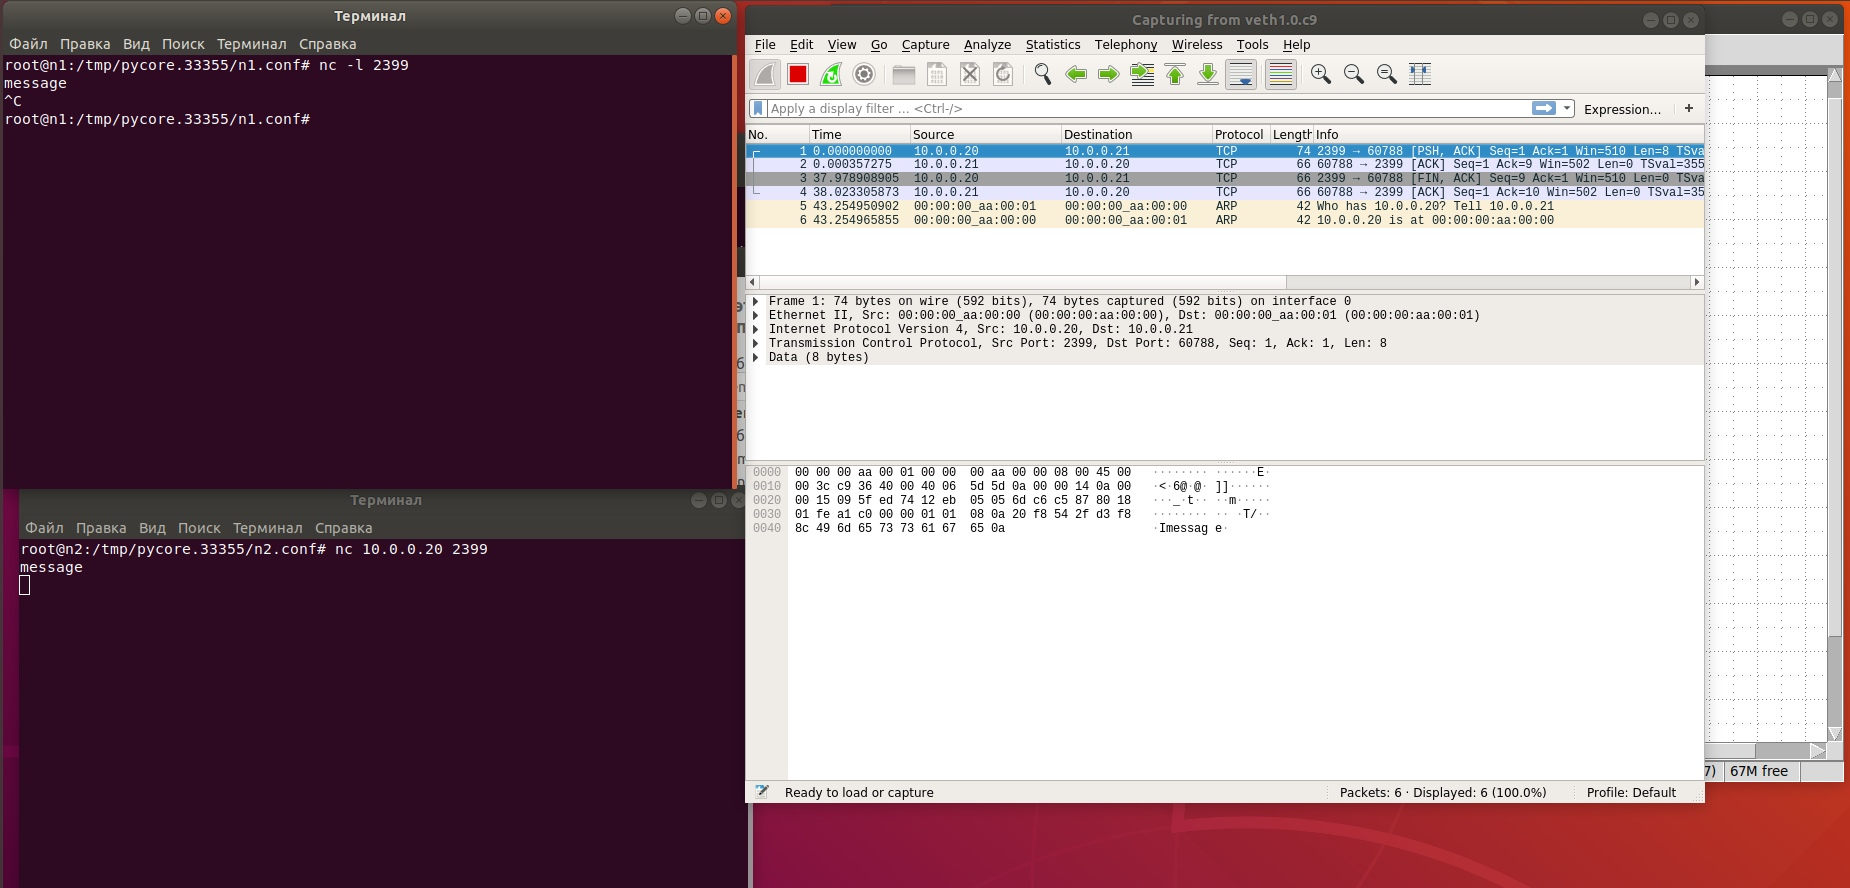 Терминал
Файл Правка Вид Поиск Терминал Справка
root@n1:/tmp/pycore.33355/n1.conf# nc -l 2399
message
^C
root@n1:/tmp/pycore.33355/n1.conf#
Терминал
Файл Правка Вид Поиск Терминал Справка
root@n2:/tmp/pycore.33355/n2.conf# nc 10.0.0.20 2399
message
Capturing from veth1.0.c9
File Edit View Go Capture Analyze Statistics Telephony Wireless Tools Help
Apply a display filter ... <Ctrl-/> Expression... +
No. Time Source Destination Protocol Length Info
1 0.000000000 10.0.0.20 10.0.0.21 TCP 74 2399 → 60788 [PSH, ACK] Seq=1 Ack=1 Win=510 Len=8 TSva
2 0.000357275 10.0.0.21 10.0.0.20 TCP 66 60788 → 2399 [ACK] Seq=1 Ack=9 Win=502 Len=0 TSval=355
3 37.978908905 10.0.0.20 10.0.0.21 TCP 66 2399 → 60788 [FIN, ACK] Seq=9 Ack=1 Win=510 Len=0 TSva
4 38.023305873 10.0.0.21 10.0.0.20 TCP 66 60788 → 2399 [ACK] Seq=1 Ack=10 Win=502 Len=0 TSval=35
5 43.254950902 00:00:00_aa:00:01 00:00:00_aa:00:00 ARP 42 Who has 10.0.0.20? Tell 10.0.0.21
6 43.254965855 00:00:00_aa:00:00 00:00:00_aa:00:01 ARP 42 10.0.0.20 is at 00:00:00:aa:00:00
Frame 1: 74 bytes on wire (592 bits), 74 bytes captured (592 bits) on interface 0
Ethernet II, Src: 00:00:00_aa:00:00 (00:00:00:aa:00:00), Dst: 00:00:00_aa:00:01 (00:00:00:aa:00:01)
Internet Protocol Version 4, Src: 10.0.0.20, Dst: 10.0.0.21
Transmission Control Protocol, Src Port: 2399, Dst Port: 60788, Seq: 1, Ack: 1, Len: 8
Data (8 bytes)
0000 00 00 00 aa 00 01 00 00 00 aa 00 00 08 00 45 00 ········ ······E·
0010 00 3c c9 36 40 00 40 06 5d 5d 0a 00 00 14 0a 00 ·<·6@·@· ]]······
0020 00 15 09 5f ed 74 12 eb 05 05 6d c6 c5 87 80 18 ···_·t·· ··m·····
0030 01 fe a1 c0 00 00 01 01 08 0a 20 f8 54 2f d3 f8 ········ ·· ·T/··
0040 8c 49 6d 65 73 73 61 67 65 0a ·Imessag e·
Ready to load or capture Packets: 6 · Displayed: 6 (100.0%) Profile: Default
7) 67M free